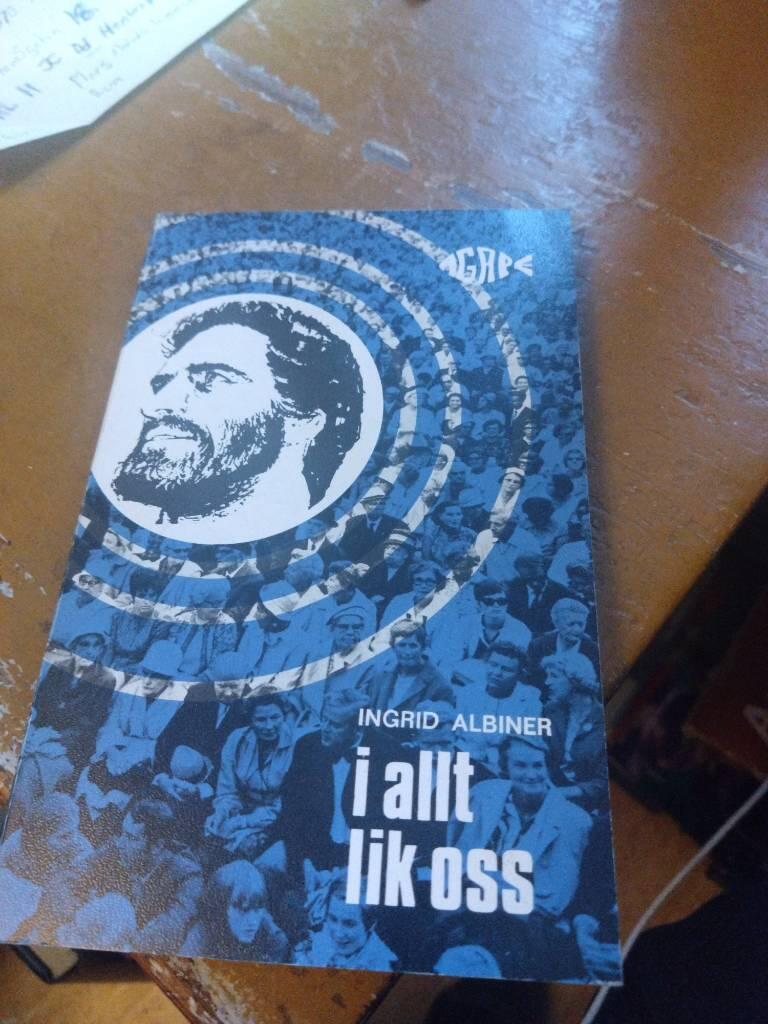 AGAPE
INGRID ALBINER
i allt
lik oss